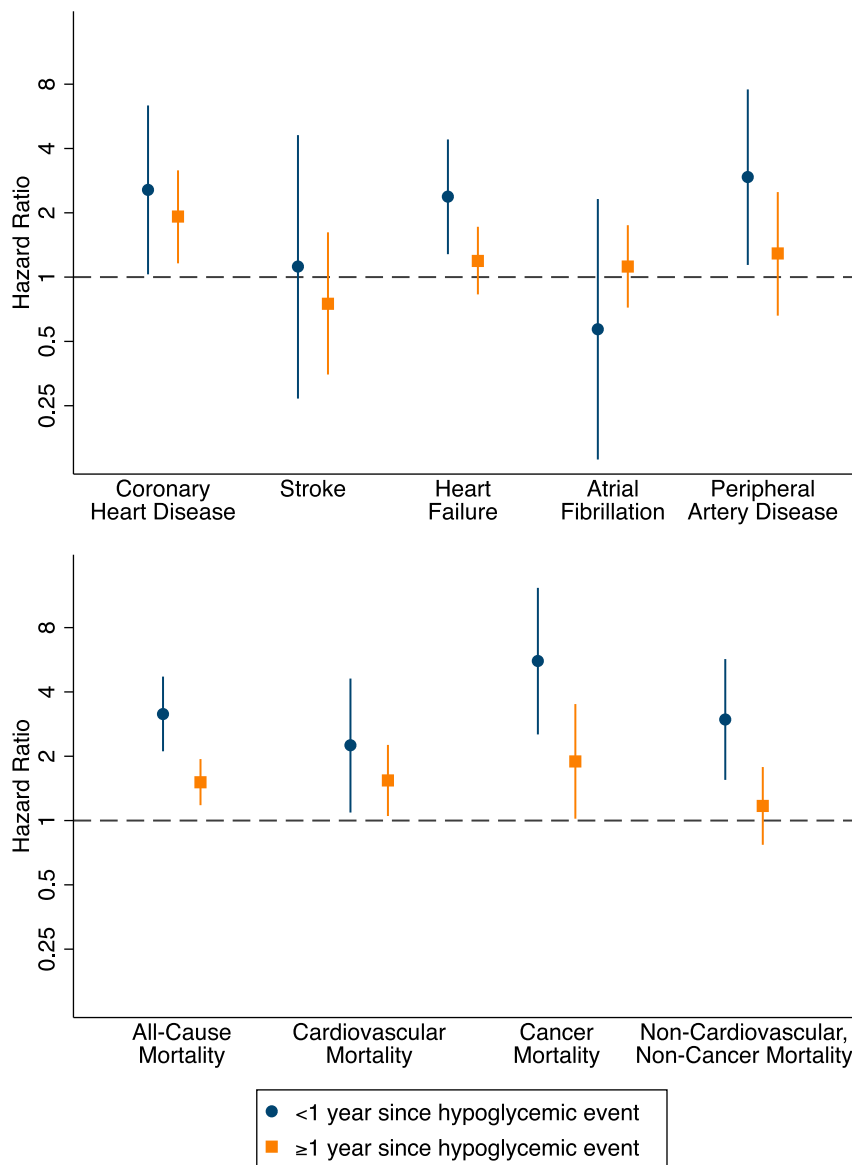 8
4
2
1
0.5
0.25
Hazard Ratio
Coronary
Heart Disease
Stroke
Heart
Failure
Atrial
Fibrillation
Peripheral
Artery Disease
8
4
2
1
0.5
0.25
Hazard Ratio
All-Cause
Mortality
Cardiovascular
Mortality
Cancer
Mortality
Non-Cardiovascular,
Non-Cancer Mortality
<1 year since hypoglycemic event
≥1 year since hypoglycemic event